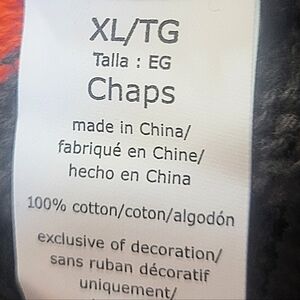 XL/TG
Talla : EG
Chaps
made in China/
fabriqué en Chine/
hecho en China
100% cotton/coton/algodón
exclusive of decoration/
sans ruban décoratif
uniquement/